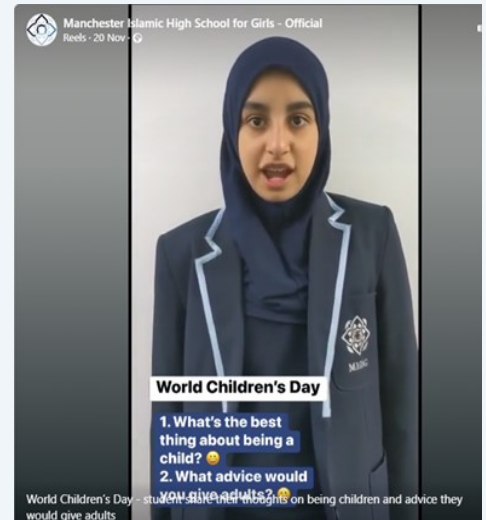 Manchester Islamic High School for Girls - Official
Reels · 20 Nov ·
World Children's Day
1. What's the best
thing about being a
child? 😀
2. What advice would
you give adults? 😀
World Children's Day - student share their thoughts on being children and advice they
would give adults